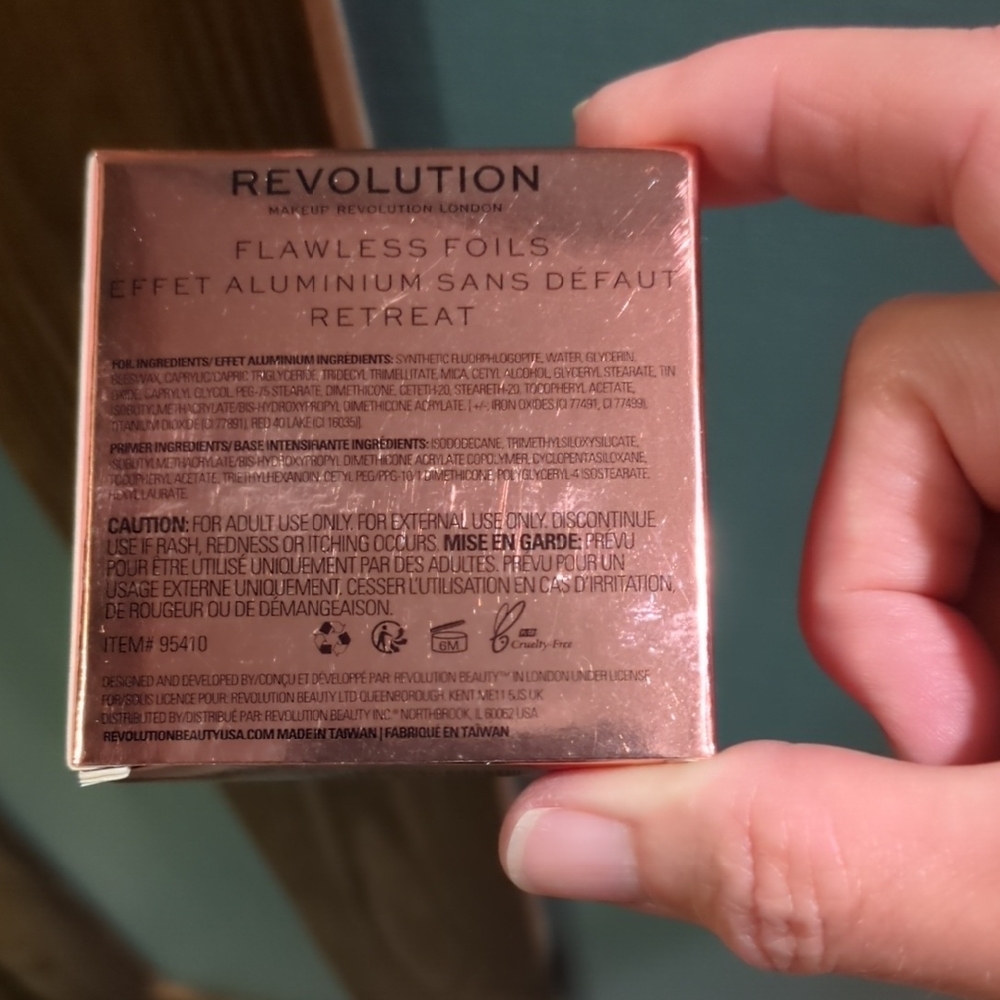 REVOLUTION
MAKEUP REVOLUTION LONDON
FLAWLESS FOILS
EFFET ALUMINIUM SANS DÉFAUT
RETREAT
FOIL INGREDIENTS/ EFFET ALUMINIUM INGRÉDIENTS: SYNTHETIC FLUORPHLOGOPITE, WATER, GLYCERIN,
BEESWAX, CAPRYLIC/CAPRIC TRIGLYCERIDE, TRIDECYL TRIMELLITATE, MICA, CETYL ALCOHOL, GLYCERYL STEARATE, TIN
OXIDE, CAPRYLYL GLYCOL, PEG-75 STEARATE, DIMETHICONE, CETETH-20, STEARETH-20, TOCOPHERYL ACETATE,
ISOBUTYLMETHACRYLATE/BIS-HYDROXYPROPYL DIMETHICONE ACRYLATE. [ +/-: IRON OXIDES (CI 77491, CI 77499),
TITANIUM DIOXIDE (CI 77891), RED 40 LAKE (CI 16035)]
PRIMER INGREDIENTS/ BASE INTENSIFIANTE INGRÉDIENTS: ISODODECANE, TRIMETHYLSILOXYSILICATE,
ISOBUTYLMETHACRYLATE/BIS-HYDROXYPROPYL DIMETHICONE ACRYLATE COPOLYMER, CYCLOPENTASILOXANE,
TOCOPHERYL ACETATE, TRIETHYLHEXANOIN, CETYL PEG/PPG-10/1 DIMETHICONE, POLYGLYCERYL-4 ISOSTEARATE,
HEXYL LAURATE
CAUTION: FOR ADULT USE ONLY. FOR EXTERNAL USE ONLY. DISCONTINUE
USE IF RASH, REDNESS OR ITCHING OCCURS. MISE EN GARDE: PRÉVU
POUR ÊTRE UTILISÉ UNIQUEMENT PAR DES ADULTES. PRÉVU POUR UN
USAGE EXTERNE UNIQUEMENT. CESSER L'UTILISATION EN CAS D'IRRITATION,
DE ROUGEUR OU DE DÉMANGEAISON.
ITEM# 95410
6M
Cruelty-Free
DESIGNED AND DEVELOPED BY/CONÇU ET DÉVELOPPÉ PAR: REVOLUTION BEAUTY™ IN LONDON UNDER LICENSE
FOR/SOUS LICENCE POUR: REVOLUTION BEAUTY LTD QUEENBOROUGH, KENT ME11 5JS UK
DISTRIBUTED BY/DISTRIBUÉ PAR: REVOLUTION BEAUTY INC.® NORTHBROOK, IL 60062 USA
REVOLUTIONBEAUTYUSA.COM MADE IN TAIWAN | FABRIQUÉ EN TAÏWAN